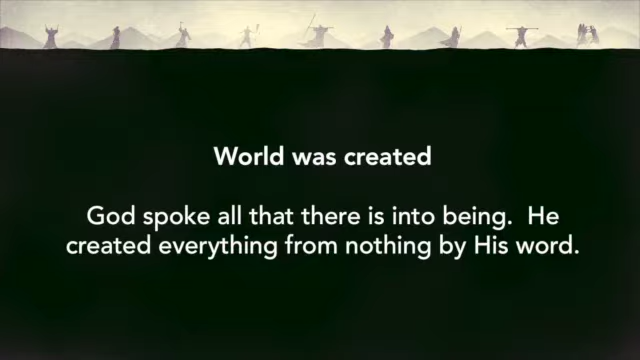 World was created
God spoke all that there is into being.  He
created everything from nothing by His word.